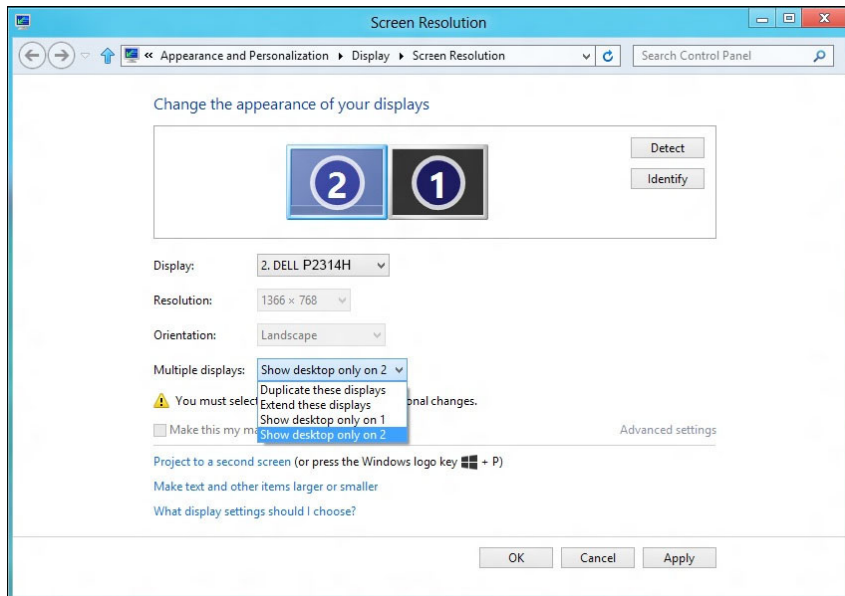 Screen Resolution
« Appearance and Personalization Display Screen Resolution
Search Control Panel
Change the appearance of your displays
2
1
Detect
Identify
Display:
2. DELL P2314H
Resolution:
1366 × 768
Orientation:
Landscape
Multiple displays:
Show desktop only on 2
Duplicate these displays
Extend these displays
Show desktop only on 1
Show desktop only on 2
You must select onal changes.
Make this my ma
Advanced settings
Project to a second screen (or press the Windows logo key + P)
Make text and other items larger or smaller
What display settings should I choose?
OK
Cancel
Apply